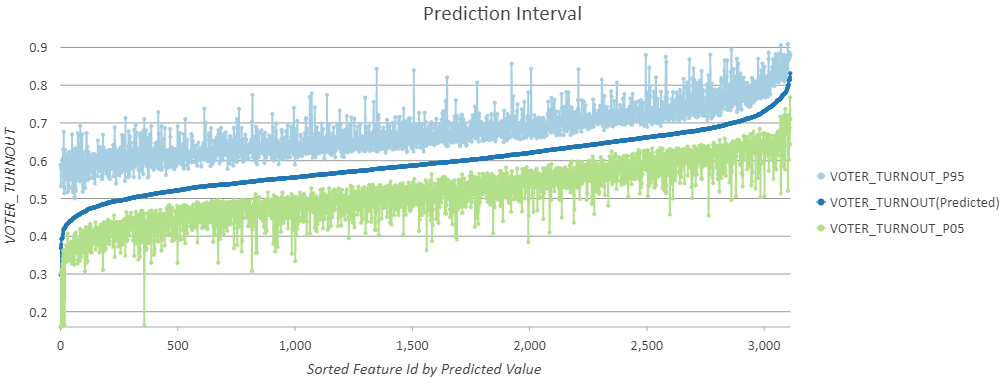 Prediction Interval
0.9
0.8
0.7
0.6
0.5
0.4
0.3
0.2
VOTER_TURNOUT
0 500 1,000 1,500 2,000 2,500 3,000
Sorted Feature Id by Predicted Value
VOTER_TURNOUT_P95
VOTER_TURNOUT(Predicted)
VOTER_TURNOUT_P05